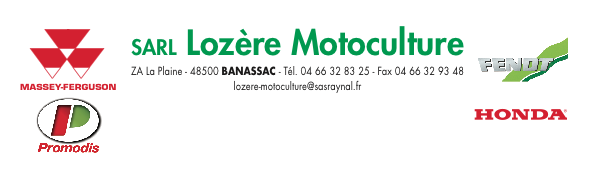 SARL Lozère Motoculture
ZA La Plaine - 48500 BANASSAC - Tél. 04 66 32 83 25 - Fax 04 66 32 93 48
lozere-motoculture@sasraynal.fr
MASSEY-FERGUSON
FENDT
P
Promodis
HONDA